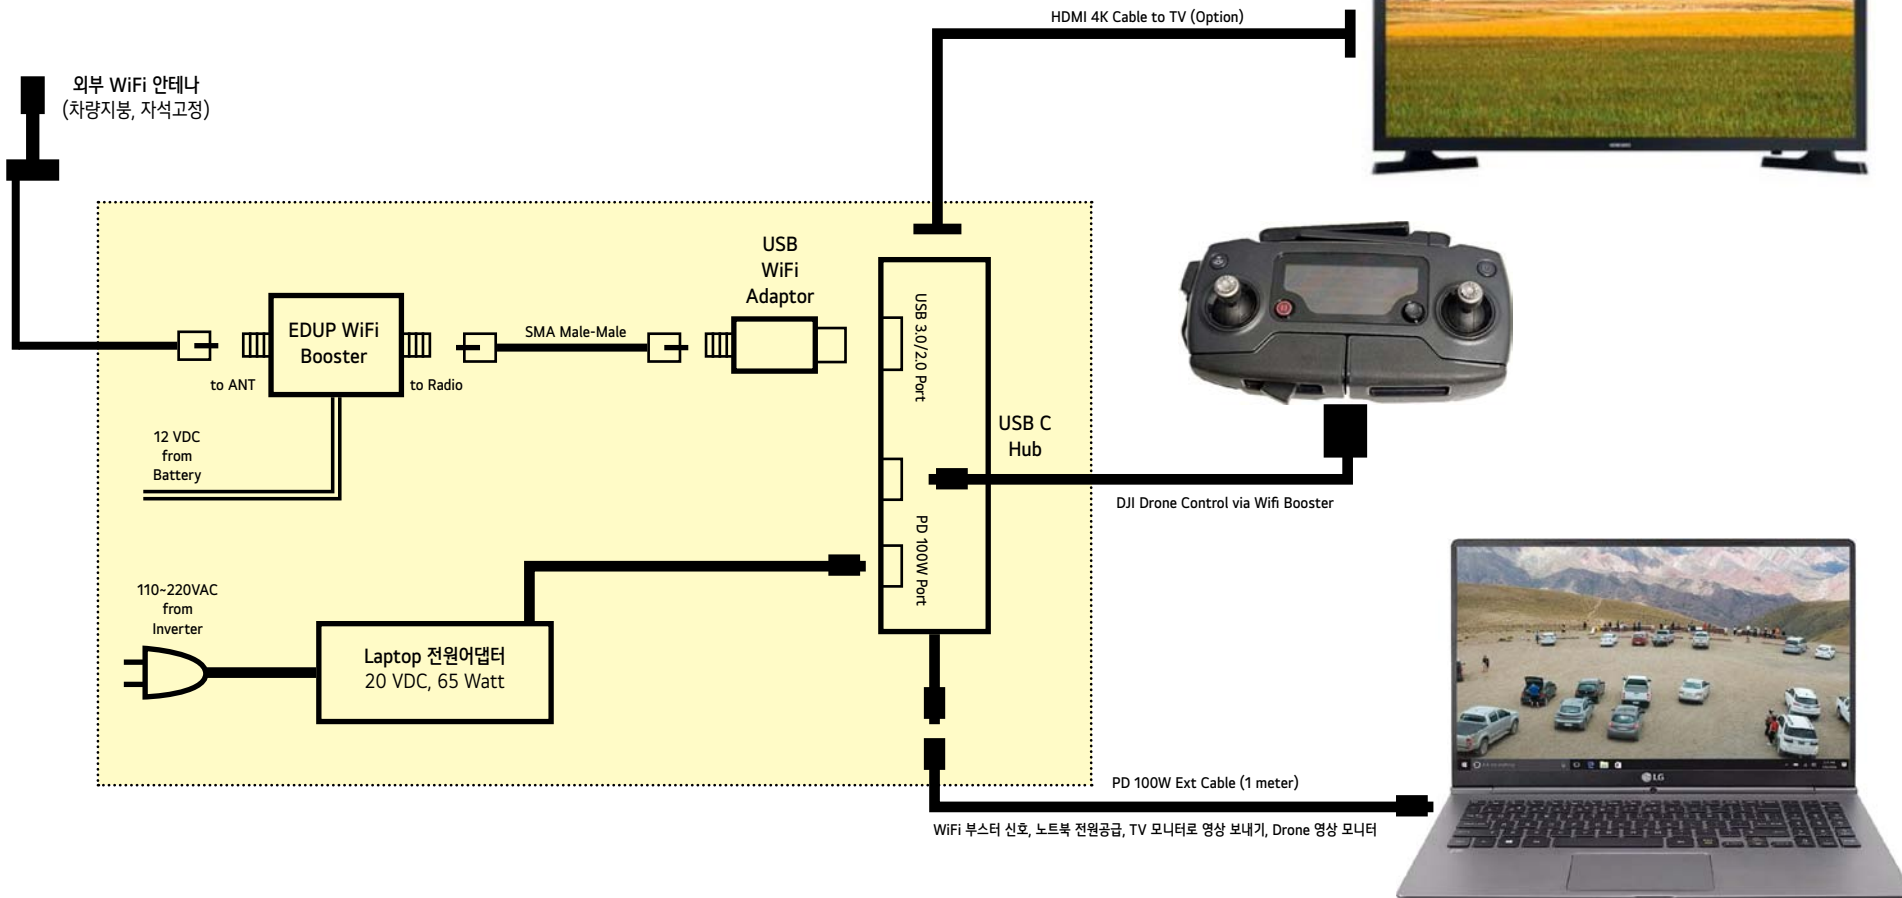 HDMI 4K Cable to TV (Option)
외부 WiFi 안테나
(차량지붕, 자석고정)
USB
WiFi
Adaptor
EDUP WiFi
Booster
SMA Male-Male
to ANT
to Radio
USB 3.0/2.0 Port
USB C
Hub
12 VDC
from
Battery
DJI Drone Control via Wifi Booster
PD 100W Port
110~220VAC
from
Inverter
Laptop 전원어댑터
20 VDC, 65 Watt
PD 100W Ext Cable (1 meter)
WiFi 부스터 신호, 노트북 전원공급, TV 모니터로 영상 보내기, Drone 영상 모니터
LG